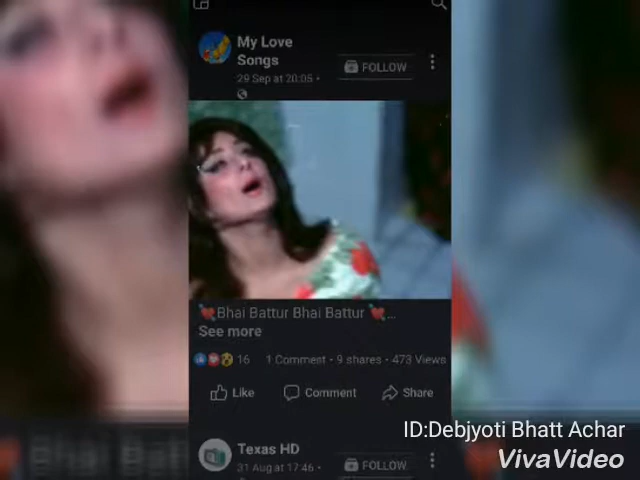 My Love
Songs
FOLLOW
29 Sep at 20:05 •
💘Bhai Battur Bhai Battur 💘...
See more
16
1 Comment • 9 shares • 473 Views
Like
Comment
Share
ID:Debjyoti Bhatt Achar
Texas HD
FOLLOW
31 Aug at 17:46 •
VivaVideo
Bhai Batt